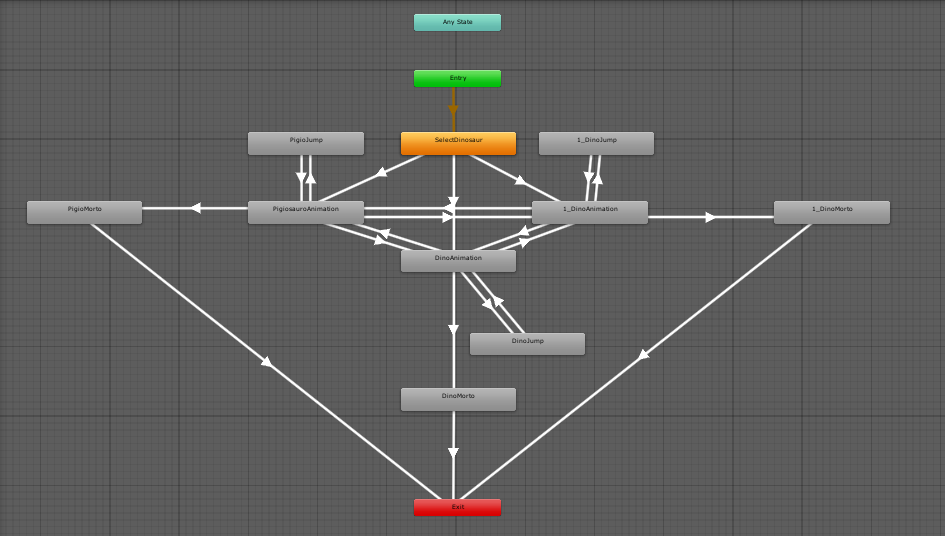 Any State
Entry
PigioJump
SelectDinosaur
1_DinoJump
PigioMorto
PigiosauroAnimation
1_DinoAnimation
1_DinoMorto
DinoAnimation
DinoJump
DinoMorto
Exit